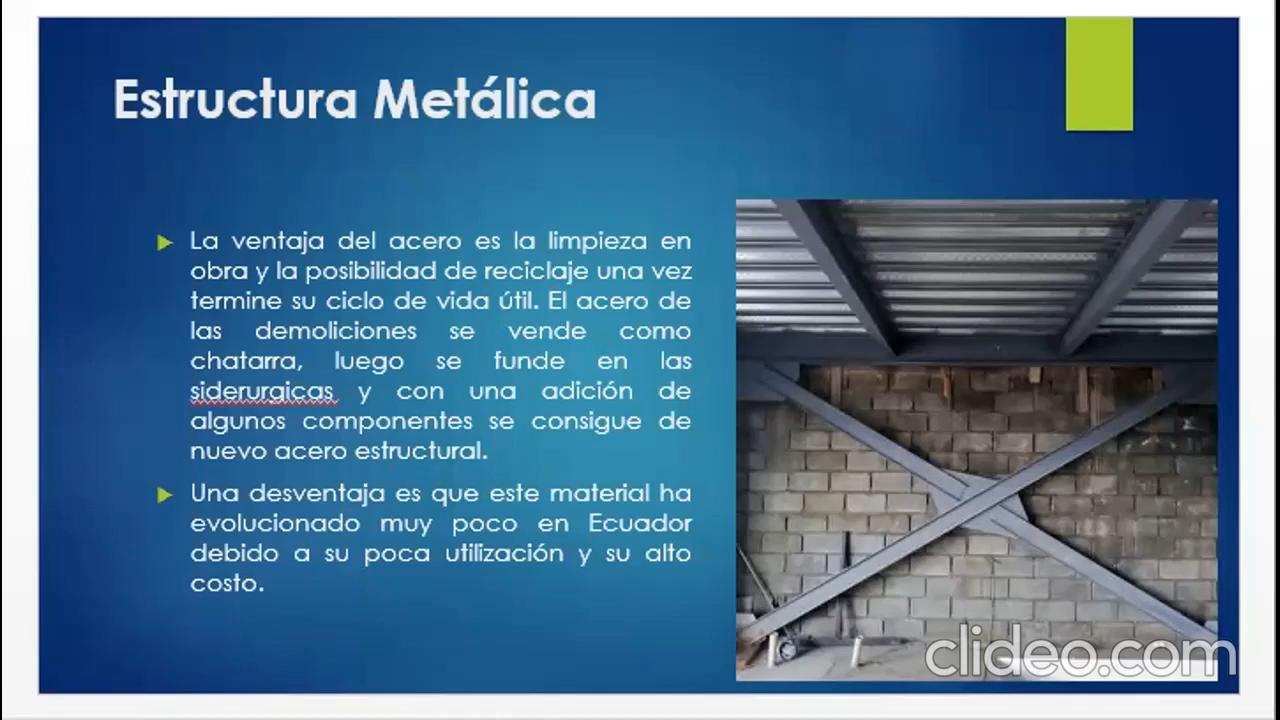 Estructura Metálica
La ventaja del acero es la limpieza en
obra y la posibilidad de reciclaje una vez
termine su ciclo de vida útil. El acero de
las demoliciones se vende como
chatarra, luego se funde en las
siderurgicas y con una adición de
algunos componentes se consigue de
nuevo acero estructural.
Una desventaja es que este material ha
evolucionado muy poco en Ecuador
debido a su poca utilización y su alto
costo.
clideo.com